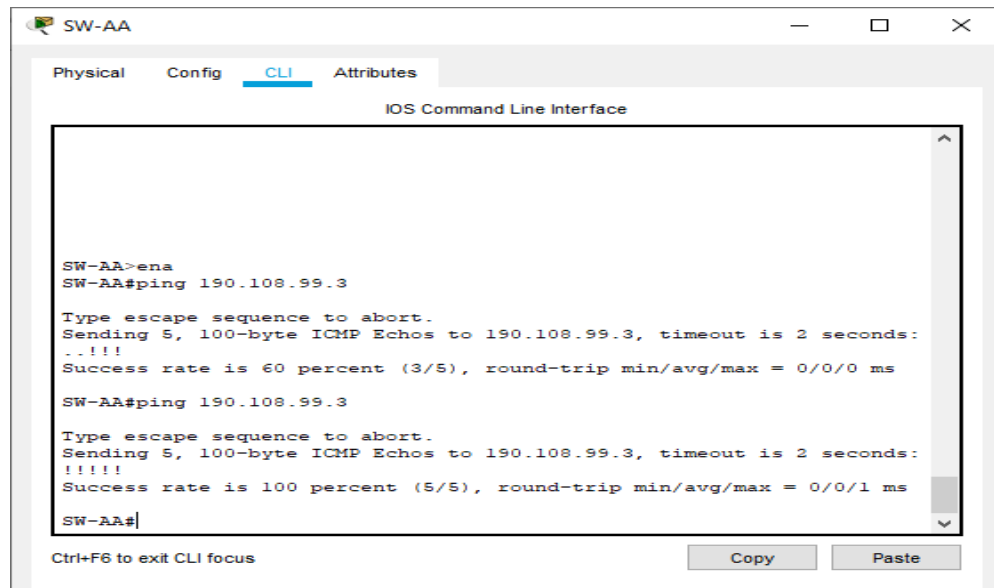 SW-AA
Physical Config CLI Attributes
IOS Command Line Interface
SW-AA>ena
SW-AA#ping 190.108.99.3
Type escape sequence to abort.
Sending 5, 100-byte ICMP Echos to 190.108.99.3, timeout is 2 seconds:
..!!!
Success rate is 60 percent (3/5), round-trip min/avg/max = 0/0/0 ms
SW-AA#ping 190.108.99.3
Type escape sequence to abort.
Sending 5, 100-byte ICMP Echos to 190.108.99.3, timeout is 2 seconds:
!!!!!
Success rate is 100 percent (5/5), round-trip min/avg/max = 0/0/1 ms
SW-AA#
Ctrl+F6 to exit CLI focus Copy Paste